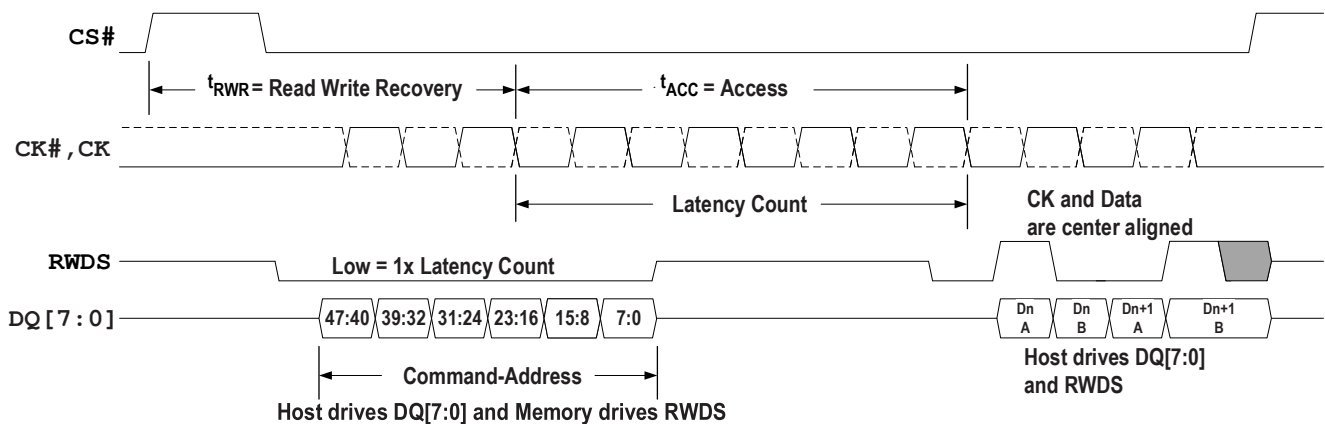 CS#
tRWR= Read Write Recovery
tACC = Access
CK#,CK
Latency Count
CK and Data
are center aligned
RWDS
Low = 1x Latency Count
DQ[7:0]
47:40 39:32 31:24 23:16 15:8 7:0
Dn
A
Dn
B
Dn+1
A
Dn+1
B
Command-Address
Host drives DQ[7:0]
and RWDS
Host drives DQ[7:0] and Memory drives RWDS